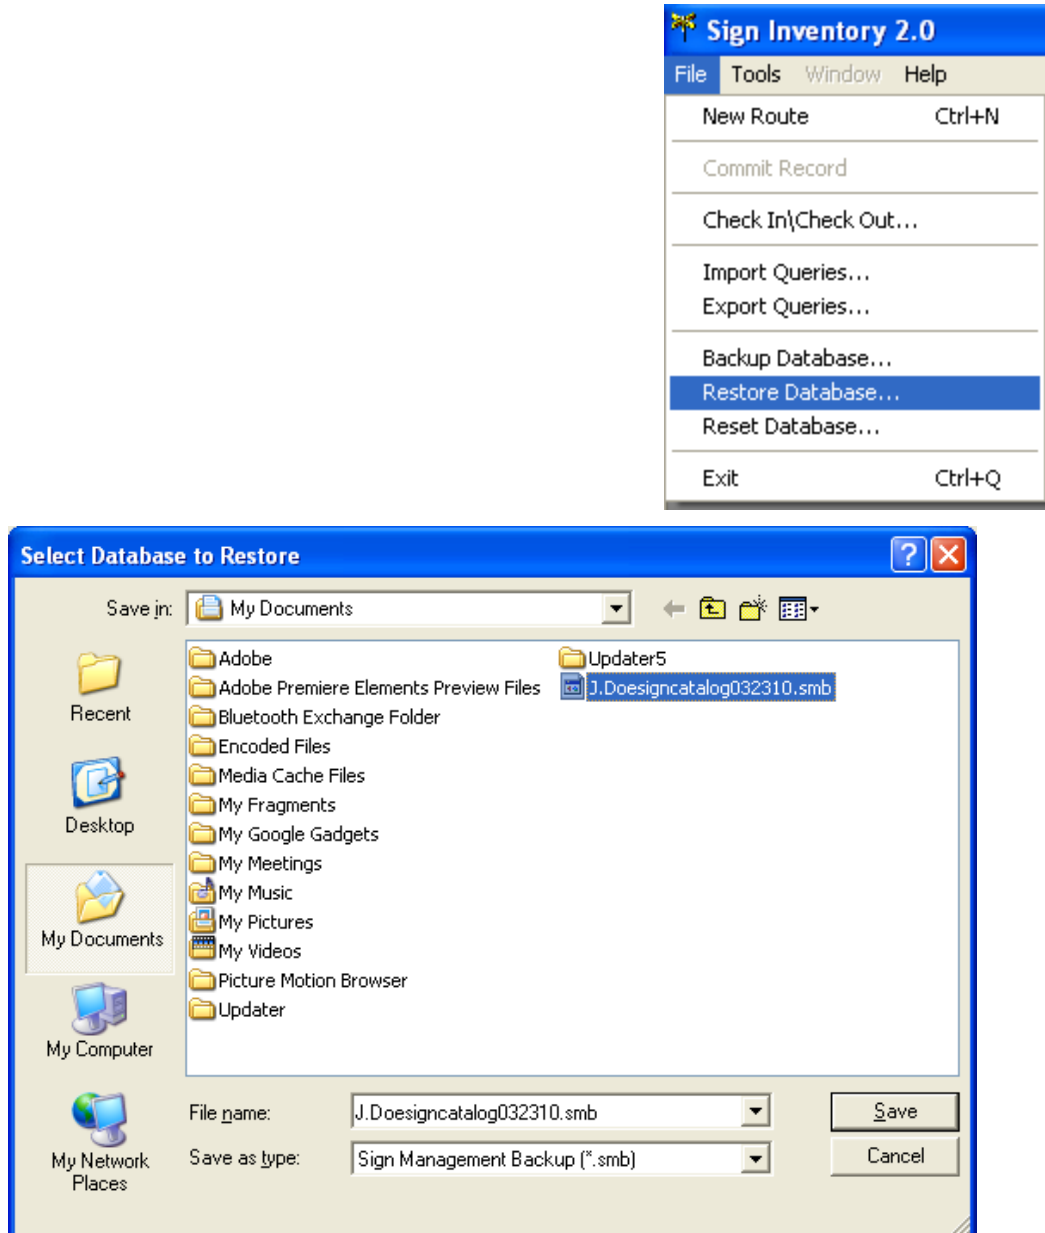 Sign Inventory 2.0
File Tools Window Help
New Route Ctrl+N
Commit Record
Check In\Check Out...
Import Queries...
Export Queries...
Backup Database...
Restore Database...
Reset Database...
Exit Ctrl+Q
Select Database to Restore
Save in: My Documents
Recent
Desktop
My Documents
My Computer
My Network
Places
Adobe
Adobe Premiere Elements Preview Files
Bluetooth Exchange Folder
Encoded Files
Media Cache Files
My Fragments
My Google Gadgets
My Meetings
My Music
My Pictures
My Videos
Picture Motion Browser
Updater
Updater5
J.Doesigncatalog032310.smb
File name: J.Doesigncatalog032310.smb Save
Save as type: Sign Management Backup (*.smb) Cancel